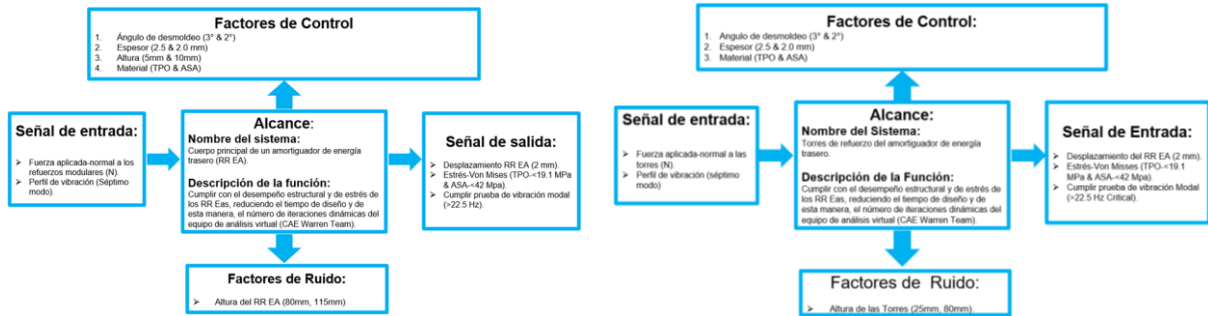 Factores de Control
1. Ángulo de desmoldeo (3° & 2°)
2. Espesor (2.5 & 2.0 mm)
3. Altura (5mm & 10mm)
4. Material (TPO & ASA)
Señal de entrada:
➢ Fuerza aplicada-normal a los
refuerzos modulares (N).
➢ Perfil de vibración (Séptimo
modo).
Alcance:
Nombre del sistema:
Cuerpo principal de un amortiguador de energía
trasero (RR EA).
Descripción de la función:
Cumplir con el desempeño estructural y de estrés de
los RR Eas, reduciendo el tiempo de diseño y de
esta manera, el número de iteraciones dinámicas del
equipo de análisis virtual (CAE Warren Team).
Señal de salida:
➢ Desplazamiento RR EA (2 mm).
➢ Estrés-Von Mises (TPO-<19.1 MPa
& ASA-<42 Mpa).
➢ Cumplir prueba de vibración modal
(>22.5 Hz).
Factores de Ruido:
➢ Altura del RR EA (80mm, 115mm)
Factores de Control:
1. Angulo de desmoldeo (3° & 2°)
2. Espesor (2.5 & 2.0 mm)
3. Material (TPO & ASA)
Señal de entrada:
➢ Fuerza aplicada-normal a las
torres (N).
➢ Perfil de vibración (séptimo
modo)
Alcance:
Nombre del Sistema:
Torres de refuerzo del amortiguador de energía
trasero.
Descripción de la Función:
Cumplir con el desempeño estructural y de estrés de
los RR Eas, reduciendo el tiempo de diseño y de
esta manera, el número de iteraciones dinámicas del
equipo de análisis virtual (CAE Warren Team).
Señal de Entrada:
➢ Desplazamiento del RR EA (2 mm).
➢ Estrés-Von Misses (TPO-<19.1
MPa & ASA-<42 Mpa).
➢ Cumplir prueba de vibración Modal
(>22.5 Hz Critical).
Factores de Ruido:
➢ Altura de las Torres (25mm, 80mm).